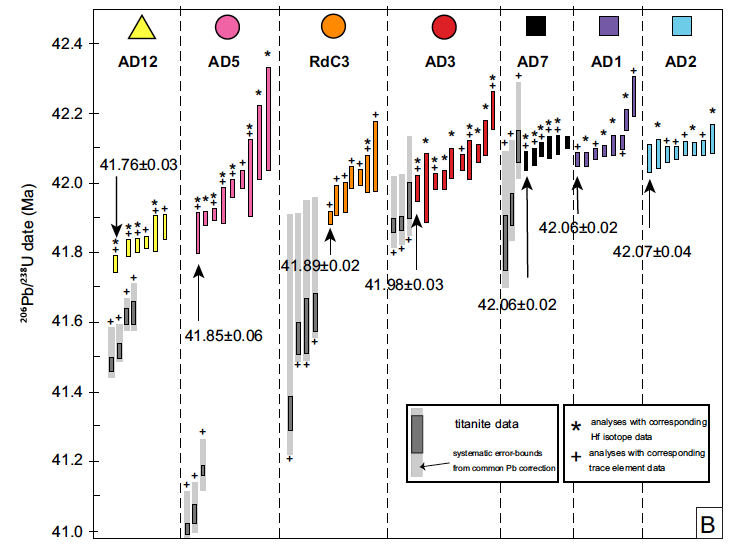 AD12 AD5 RdC3 AD3 AD7 AD1 AD2
42.4
42.2
42.0
41.8
41.6
41.4
41.2
41.0
206Pb/238U date (Ma)
41.76±0.03
41.85±0.06
41.89±0.02
41.98±0.03
42.06±0.02
42.06±0.02
42.07±0.04
titanite data
systematic error-bounds
from common Pb correction
* analyses with corresponding
Hf isotope data
+ analyses with corresponding
trace element data
B